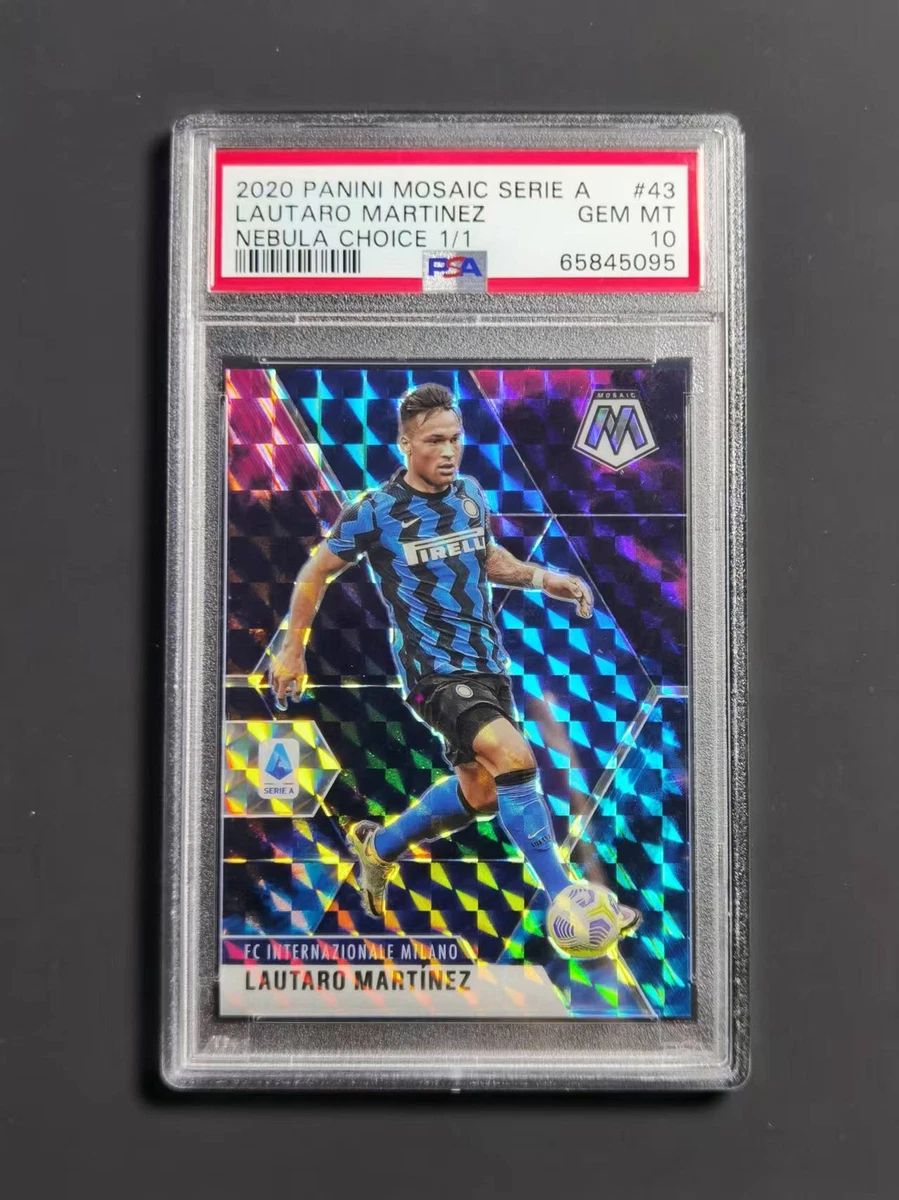 2020 PANINI MOSAIC SERIE A #43
LAUTARO MARTINEZ GEM MT
NEBULA CHOICE 1/1 10
PSA 65845095
MOSAIC
M
PIRELLI
SERIE A
FC INTERNAZIONALE MILANO
LAUTARO MARTÍNEZ